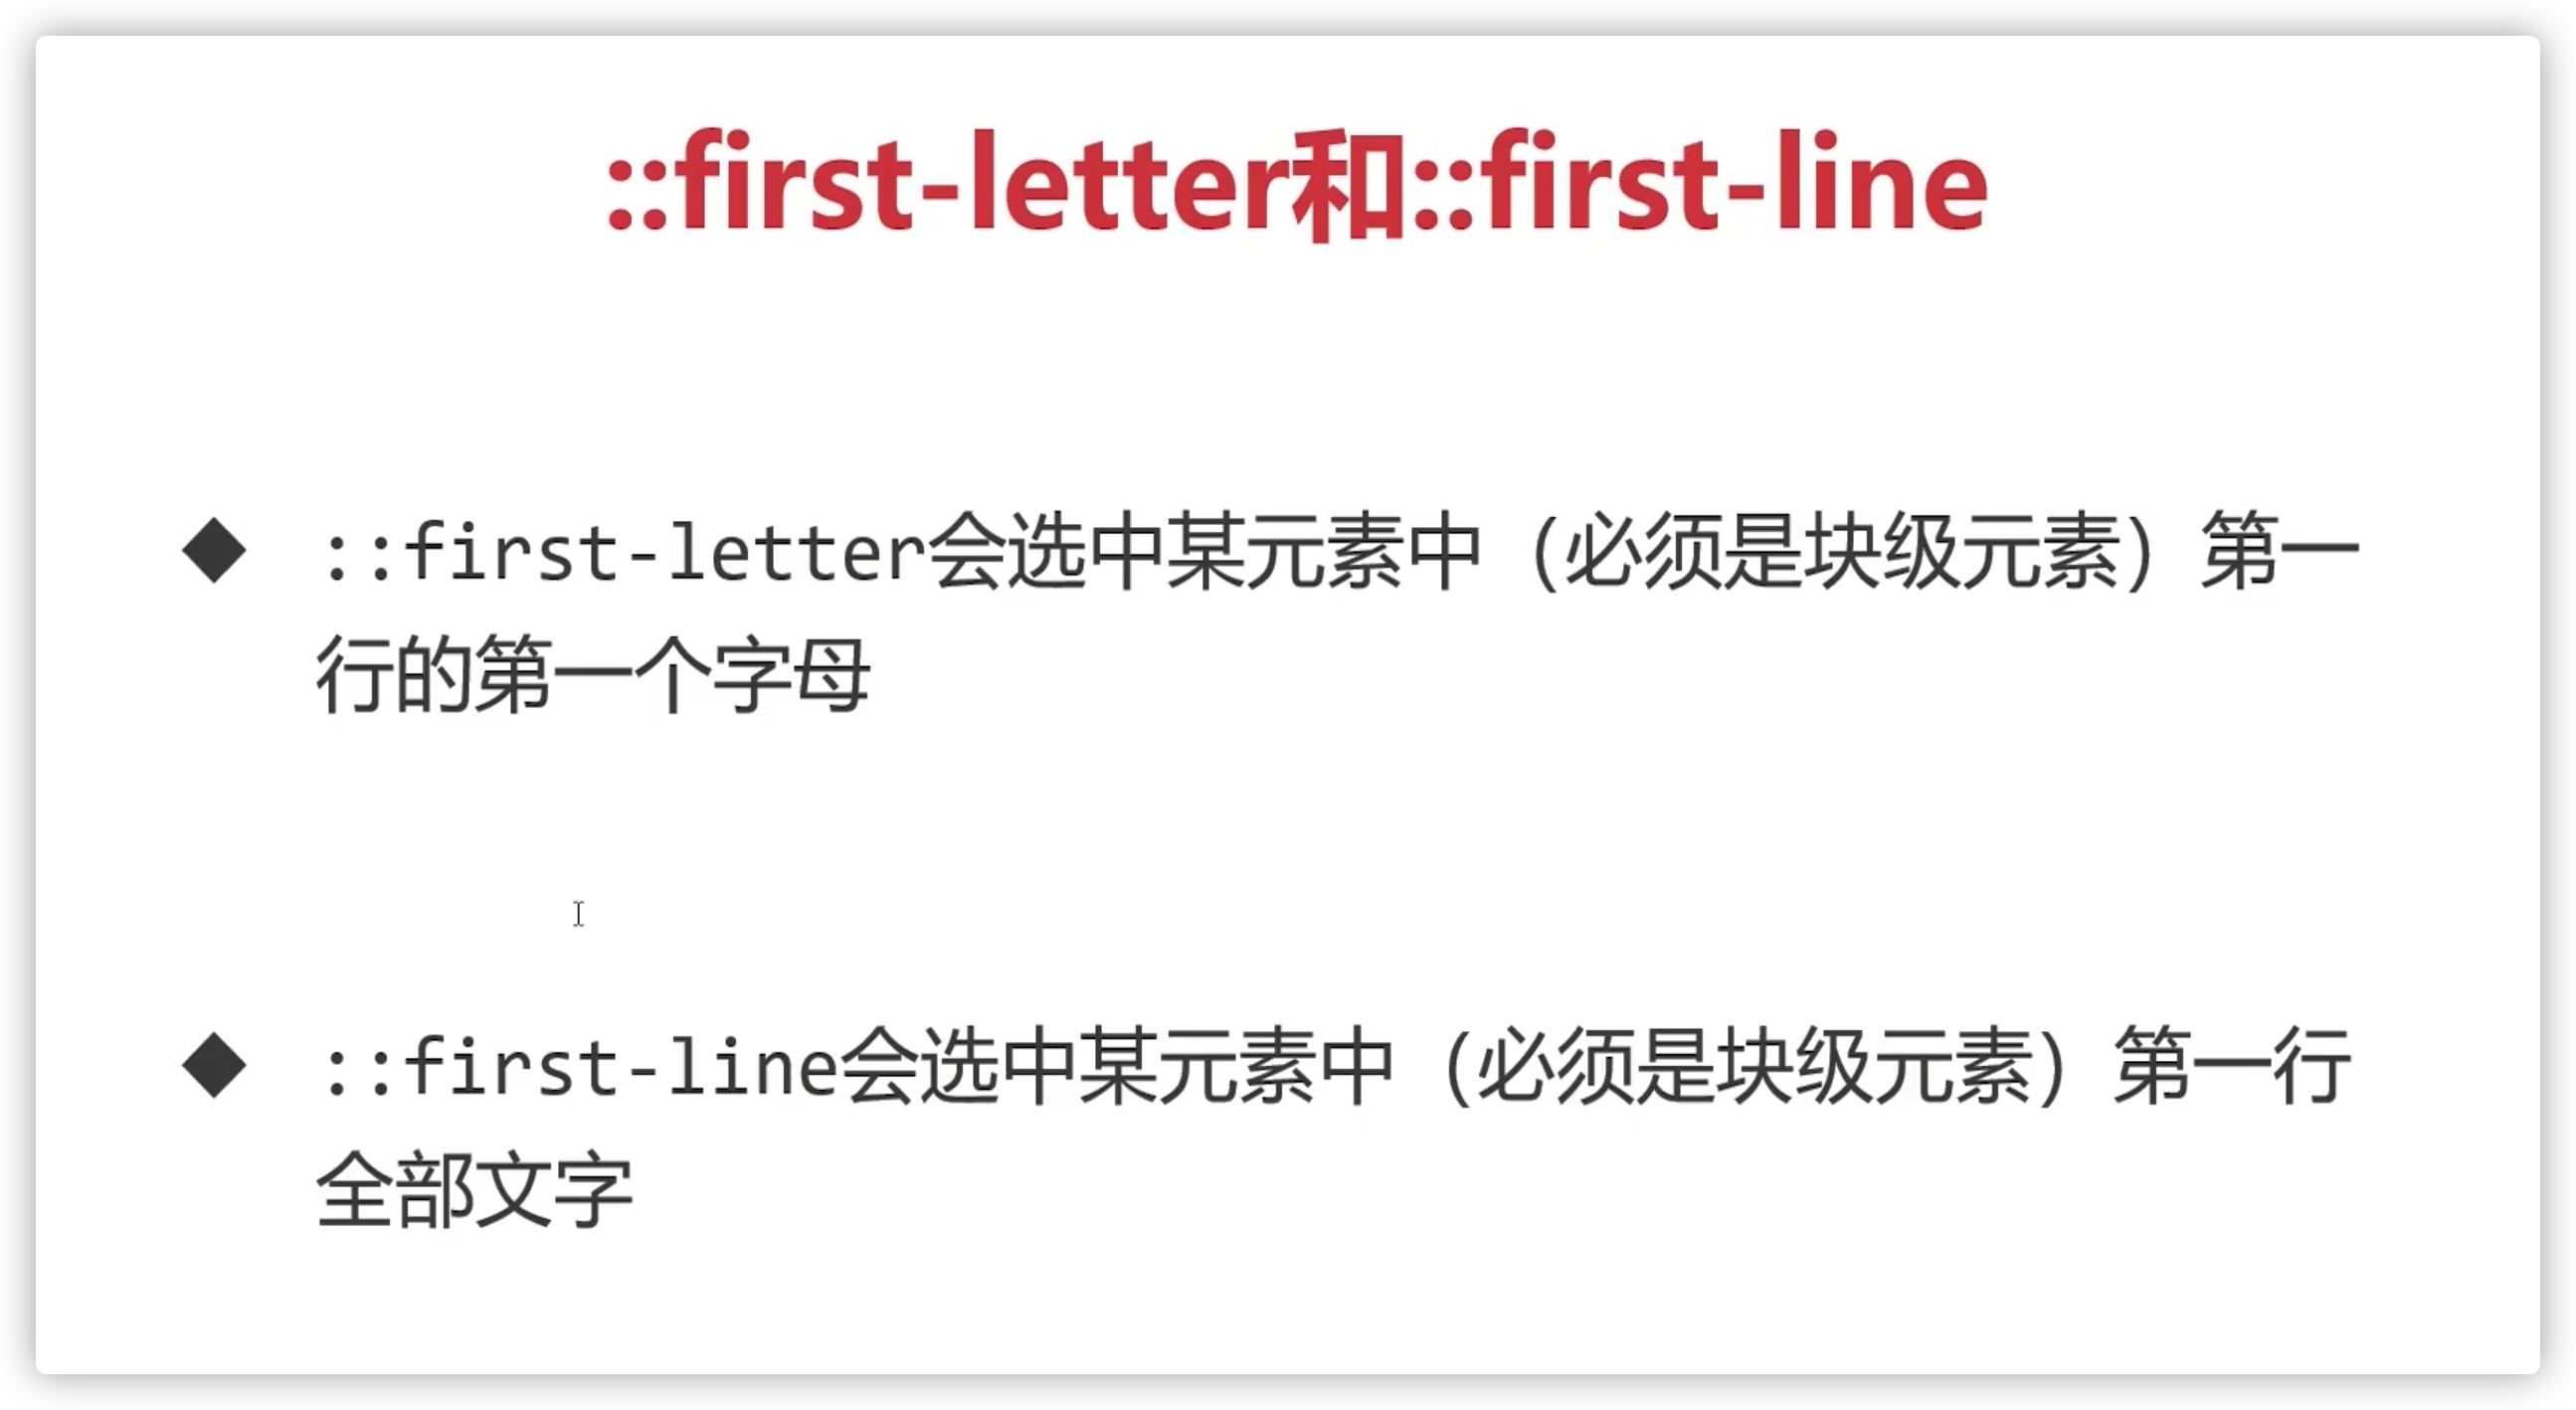 ::first-letter和::first-line
◆ ::first-letter会选中某元素中（必须是块级元素）第一
行的第一个字母
◆ ::first-line会选中某元素中（必须是块级元素）第一行
全部文字